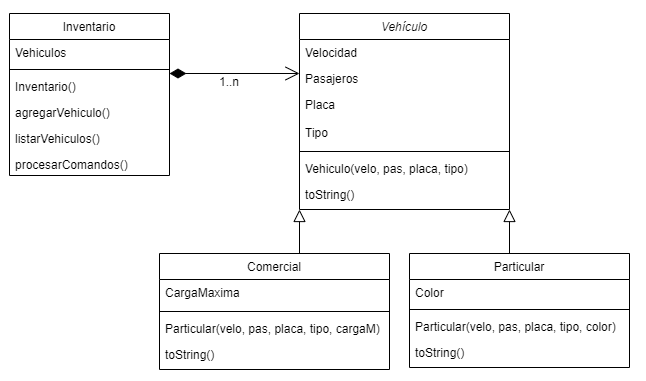 Inventario
Vehiculos
Inventario()
agregarVehiculo()
listarVehiculos()
procesarComandos()
1..n
Vehículo
Velocidad
Pasajeros
Placa
Tipo
Vehiculo(velo, pas, placa, tipo)
toString()
Comercial
CargaMaxima
Particular(velo, pas, placa, tipo, cargaM)
toString()
Particular
Color
Particular(velo, pas, placa, tipo, color)
toString()